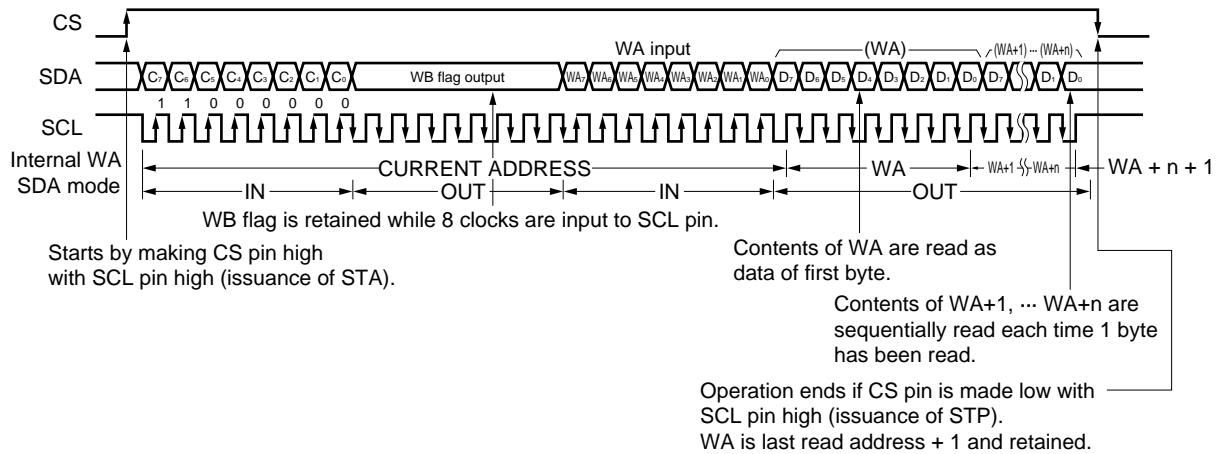 CS
WA input (WA) (WA+1) ··· (WA+n)
SDA C7 C6 C5 C4 C3 C2 C1 C0 WB flag output WA7 WA6 WA5 WA4 WA3 WA2 WA1 WA0 D7 D6 D5 D4 D3 D2 D1 D0 D7 D1 D0
1 1 0 0 0 0 0 0
SCL
Internal WA CURRENT ADDRESS WA WA+1 WA+n WA + n + 1
SDA mode IN OUT IN OUT
WB flag is retained while 8 clocks are input to SCL pin.
Starts by making CS pin high
with SCL pin high (issuance of STA).
Contents of WA are read as
data of first byte.
Contents of WA+1, ··· WA+n are
sequentially read each time 1 byte
has been read.
Operation ends if CS pin is made low with
SCL pin high (issuance of STP).
WA is last read address + 1 and retained.